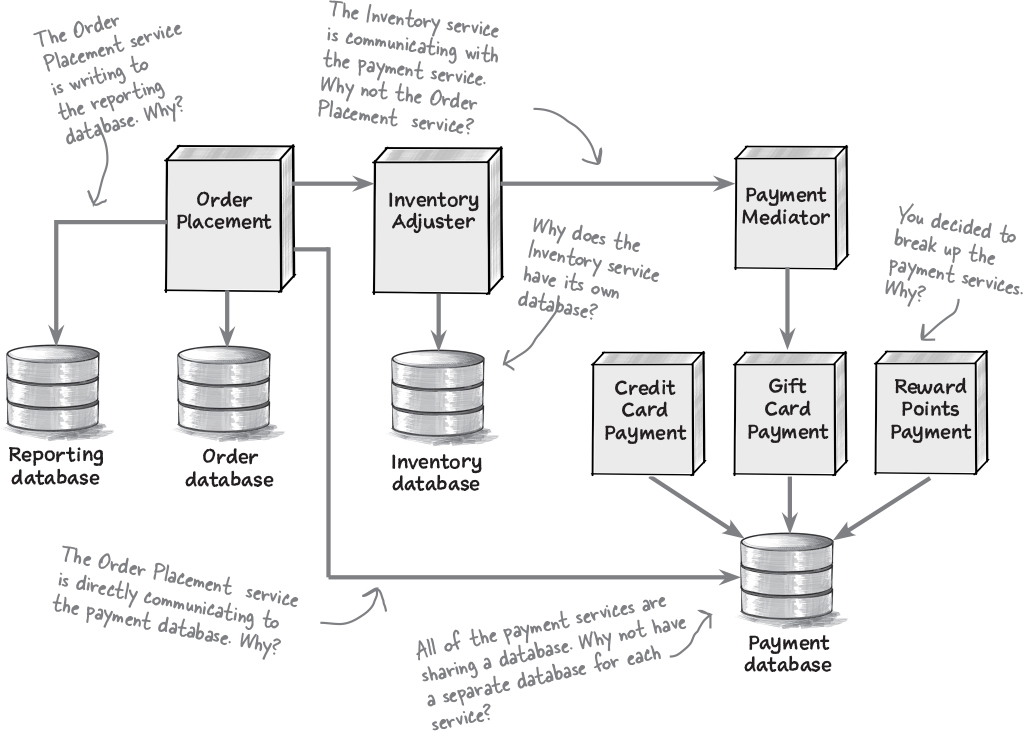 The Order
Placement service
is writing to
the reporting
database. Why?
The Inventory service
is communicating with
the payment service.
Why not the Order
Placement service?
Order
Placement
Inventory
Adjuster
Payment
Mediator
Why does the
Inventory service
have its own
database?
You decided to
break up the
payment services.
Why?
Credit
Card
Payment
Gift
Card
Payment
Reward
Points
Payment
Reporting
database
Order
database
Inventory
database
The Order Placement service
is directly communicating to
the payment database. Why?
All of the payment services are
sharing a database. Why not have
a separate database for each
service?
Payment
database